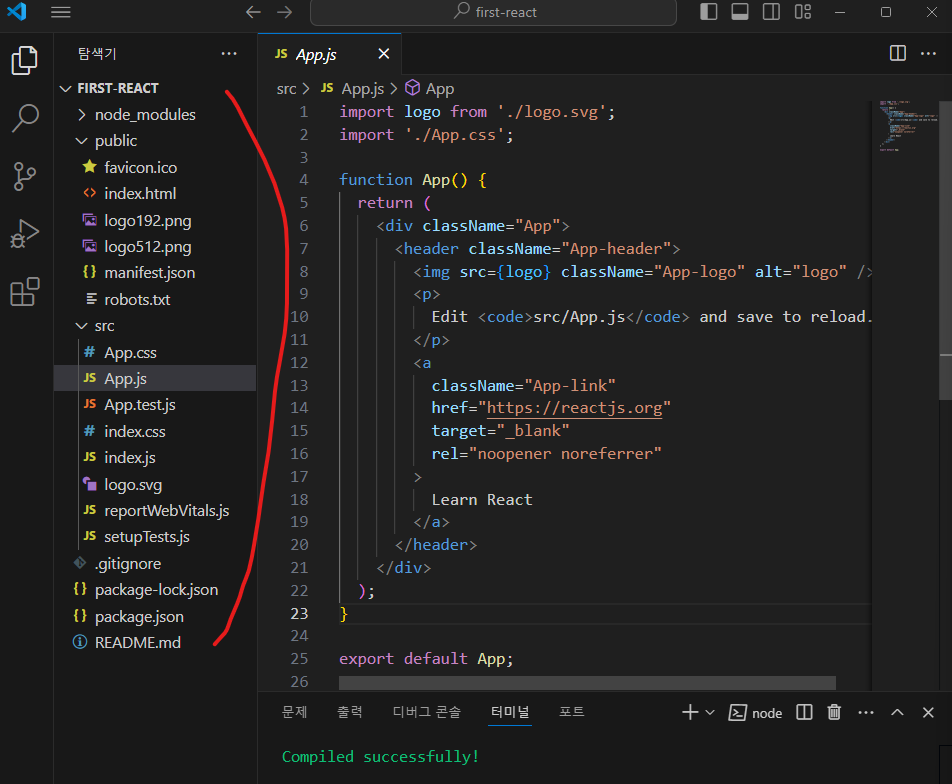 first-react
탐색기
App.js
FIRST-REACT
src > JS App.js > App
node_modules
public
favicon.ico
index.html
logo192.png
logo512.png
manifest.json
robots.txt
src
App.css
JS App.js
JS App.test.js
index.css
JS index.js
logo.svg
JS reportWebVitals.js
JS setupTests.js
.gitignore
package-lock.json
package.json
README.md
1 import logo from './logo.svg';
2 import './App.css';
3
4 function App() {
5 return (
6 <div className="App">
7 <header className="App-header">
8 <img src={logo} className="App-logo" alt="logo" />
9 <p>
10 Edit <code>src/App.js</code> and save to reload.
11 </p>
12 <a
13 className="App-link"
14 href="https://reactjs.org"
15 target="_blank"
16 rel="noopener noreferrer"
17 >
18 Learn React
19 </a>
20 </header>
21 </div>
22 );
23 }
24
25 export default App;
26
문제 출력 디버그 콘솔 터미널 포트
node
Compiled successfully!